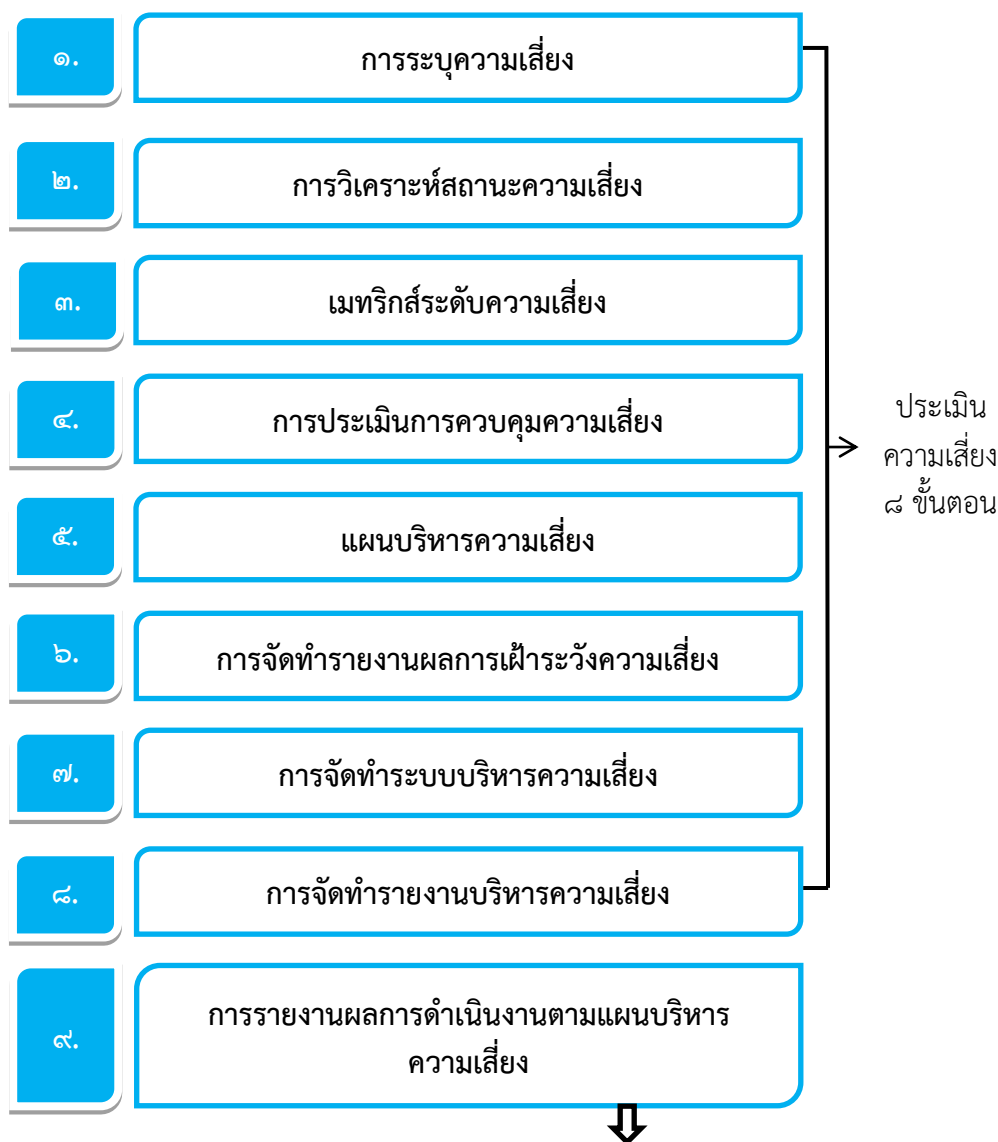 ๑.
การระบุความเสี่ยง
๒.
การวิเคราะห์สถานะความเสี่ยง
๓.
เมทริกส์ระดับความเสี่ยง
๔.
การประเมินการควบคุมความเสี่ยง
๕.
แผนบริหารความเสี่ยง
๖.
การจัดทำรายงานผลการเฝ้าระวังความเสี่ยง
๗.
การจัดทำระบบบริหารความเสี่ยง
๘.
การจัดทำรายงานบริหารความเสี่ยง
๙.
การรายงานผลการดำเนินงานตามแผนบริหาร
ความเสี่ยง
ประเมิน
ความเสี่ยง
๘ ขั้นตอน